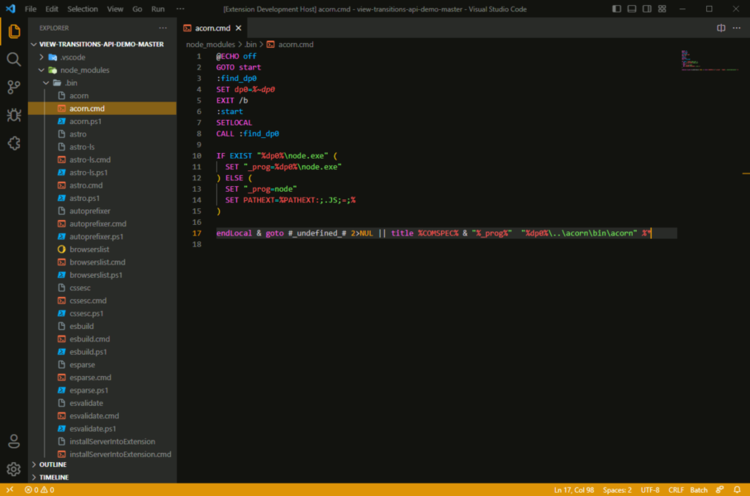 File Edit Selection View Go Run ···
[Extension Development Host] acorn.cmd - view-transitions-api-demo-master - Visual Studio Code
EXPLORER ···
VIEW-TRANSITIONS-API-DEMO-MASTER
.vscode
node_modules
.bin
acorn
acorn.cmd
acorn.ps1
astro
astro-ls
astro-ls.cmd
astro-ls.ps1
astro.cmd
astro.ps1
autoprefixer
autoprefixer.cmd
autoprefixer.ps1
browserslist
browserslist.cmd
browserslist.ps1
cssesc
cssesc.cmd
cssesc.ps1
esbuild
esbuild.cmd
esbuild.ps1
esparse
esparse.cmd
esparse.ps1
esvalidate
esvalidate.cmd
esvalidate.ps1
installServerIntoExtension
installServerIntoExtension.cmd
OUTLINE
TIMELINE
acorn.cmd
node_modules > .bin > acorn.cmd
1 @ECHO off
2 GOTO start
3 :find_dp0
4 SET dp0=%~dp0
5 EXIT /b
6 :start
7 SETLOCAL
8 CALL :find_dp0
9
10 IF EXIST "%dp0%\node.exe" (
11 SET "_prog=%dp0%\node.exe"
12 ) ELSE (
13 SET "_prog=node"
14 SET PATHEXT=%PATHEXT:;.JS;=;%
15 )
16
17 endLocal & goto #_undefined_# 2>NUL || title %COMSPEC% & "%_prog%" "%dp0%\..\acorn\bin\acorn" %*
18
0 0 Ln 17, Col 98 Spaces: 2 UTF-8 CRLF Batch